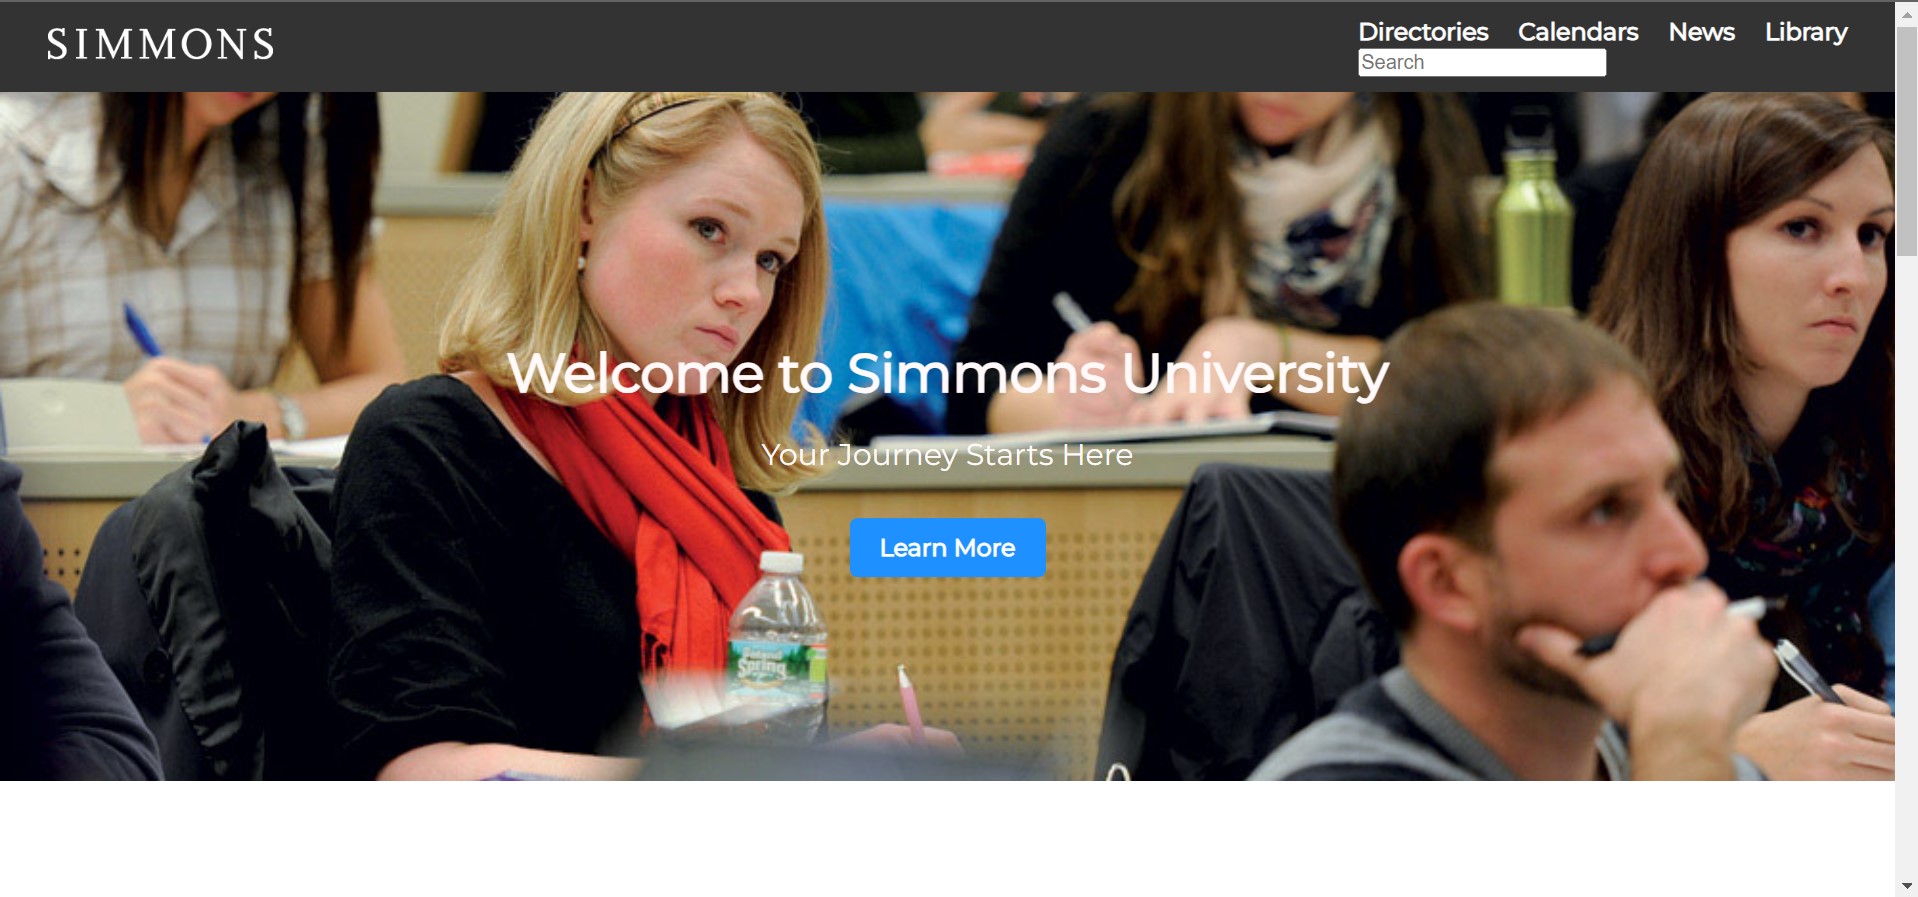 SIMMONS
Directories Calendars News Library
Search
Welcome to Simmons University
Your Journey Starts Here
Learn More
Poland
Spring